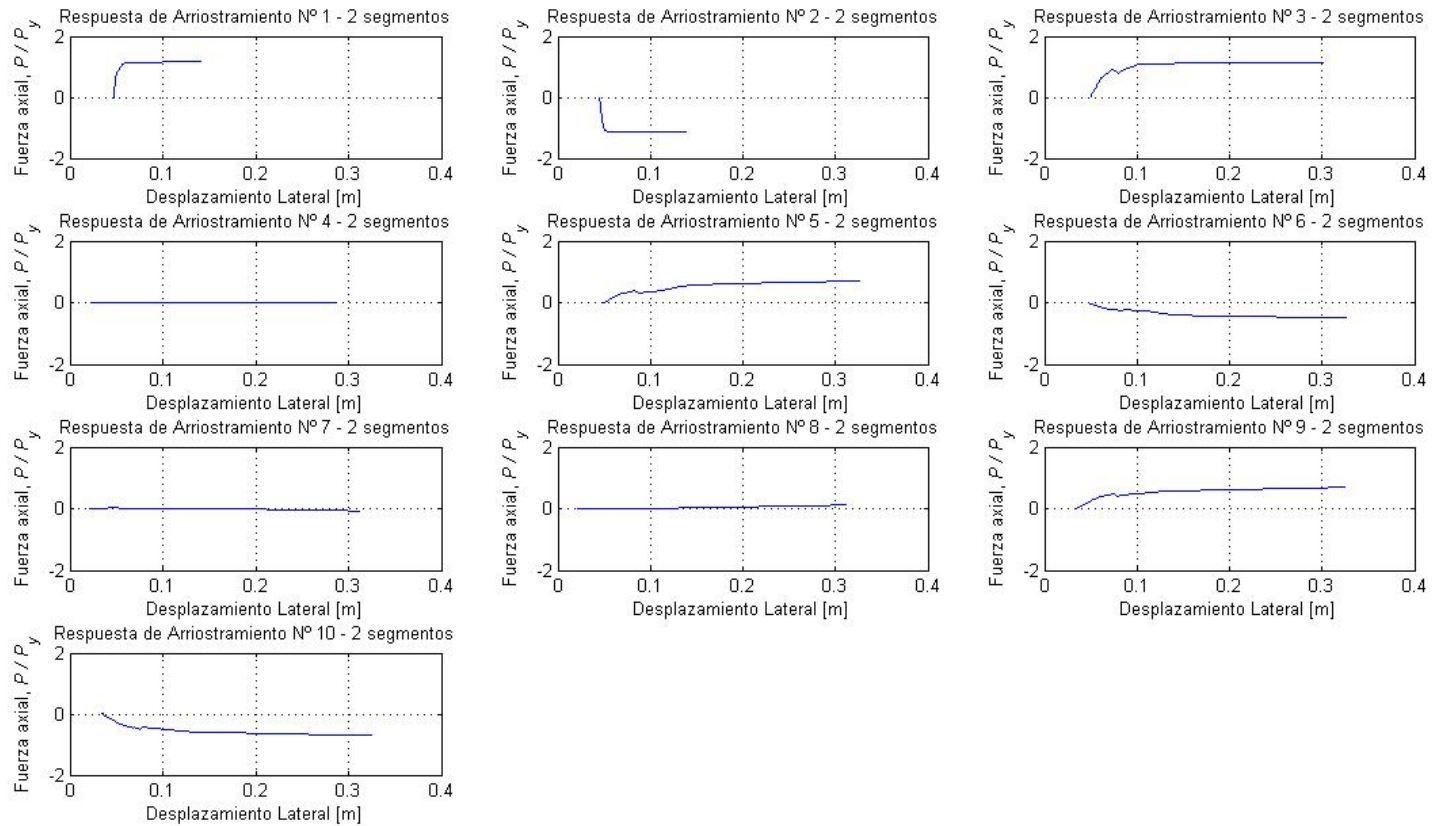 Respuesta de Arriostramiento Nº 1 - 2 segmentos
Fuerza axial, P / Py
2
0
-2
0 0.1 0.2 0.3 0.4
Desplazamiento Lateral [m]
Respuesta de Arriostramiento Nº 2 - 2 segmentos
Fuerza axial, P / Py
2
0
-2
0 0.1 0.2 0.3 0.4
Desplazamiento Lateral [m]
Respuesta de Arriostramiento Nº 3 - 2 segmentos
Fuerza axial, P / Py
2
0
-2
0 0.1 0.2 0.3 0.4
Desplazamiento Lateral [m]
Respuesta de Arriostramiento Nº 4 - 2 segmentos
Fuerza axial, P / Py
2
0
-2
0 0.1 0.2 0.3 0.4
Desplazamiento Lateral [m]
Respuesta de Arriostramiento Nº 5 - 2 segmentos
Fuerza axial, P / Py
2
0
-2
0 0.1 0.2 0.3 0.4
Desplazamiento Lateral [m]
Respuesta de Arriostramiento Nº 6 - 2 segmentos
Fuerza axial, P / Py
2
0
-2
0 0.1 0.2 0.3 0.4
Desplazamiento Lateral [m]
Respuesta de Arriostramiento Nº 7 - 2 segmentos
Fuerza axial, P / Py
2
0
-2
0 0.1 0.2 0.3 0.4
Desplazamiento Lateral [m]
Respuesta de Arriostramiento Nº 8 - 2 segmentos
Fuerza axial, P / Py
2
0
-2
0 0.1 0.2 0.3 0.4
Desplazamiento Lateral [m]
Respuesta de Arriostramiento Nº 9 - 2 segmentos
Fuerza axial, P / Py
2
0
-2
0 0.1 0.2 0.3 0.4
Desplazamiento Lateral [m]
Respuesta de Arriostramiento Nº 10 - 2 segmentos
Fuerza axial, P / Py
2
0
-2
0 0.1 0.2 0.3 0.4
Desplazamiento Lateral [m]